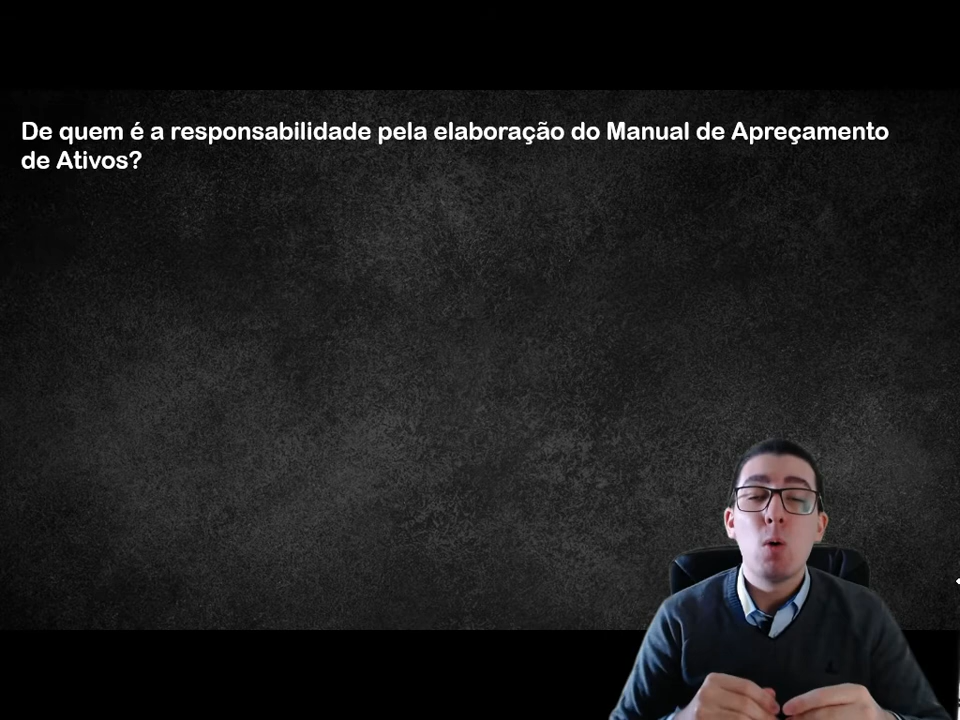 De quem é a responsabilidade pela elaboração do Manual de Apreçamento
de Ativos?